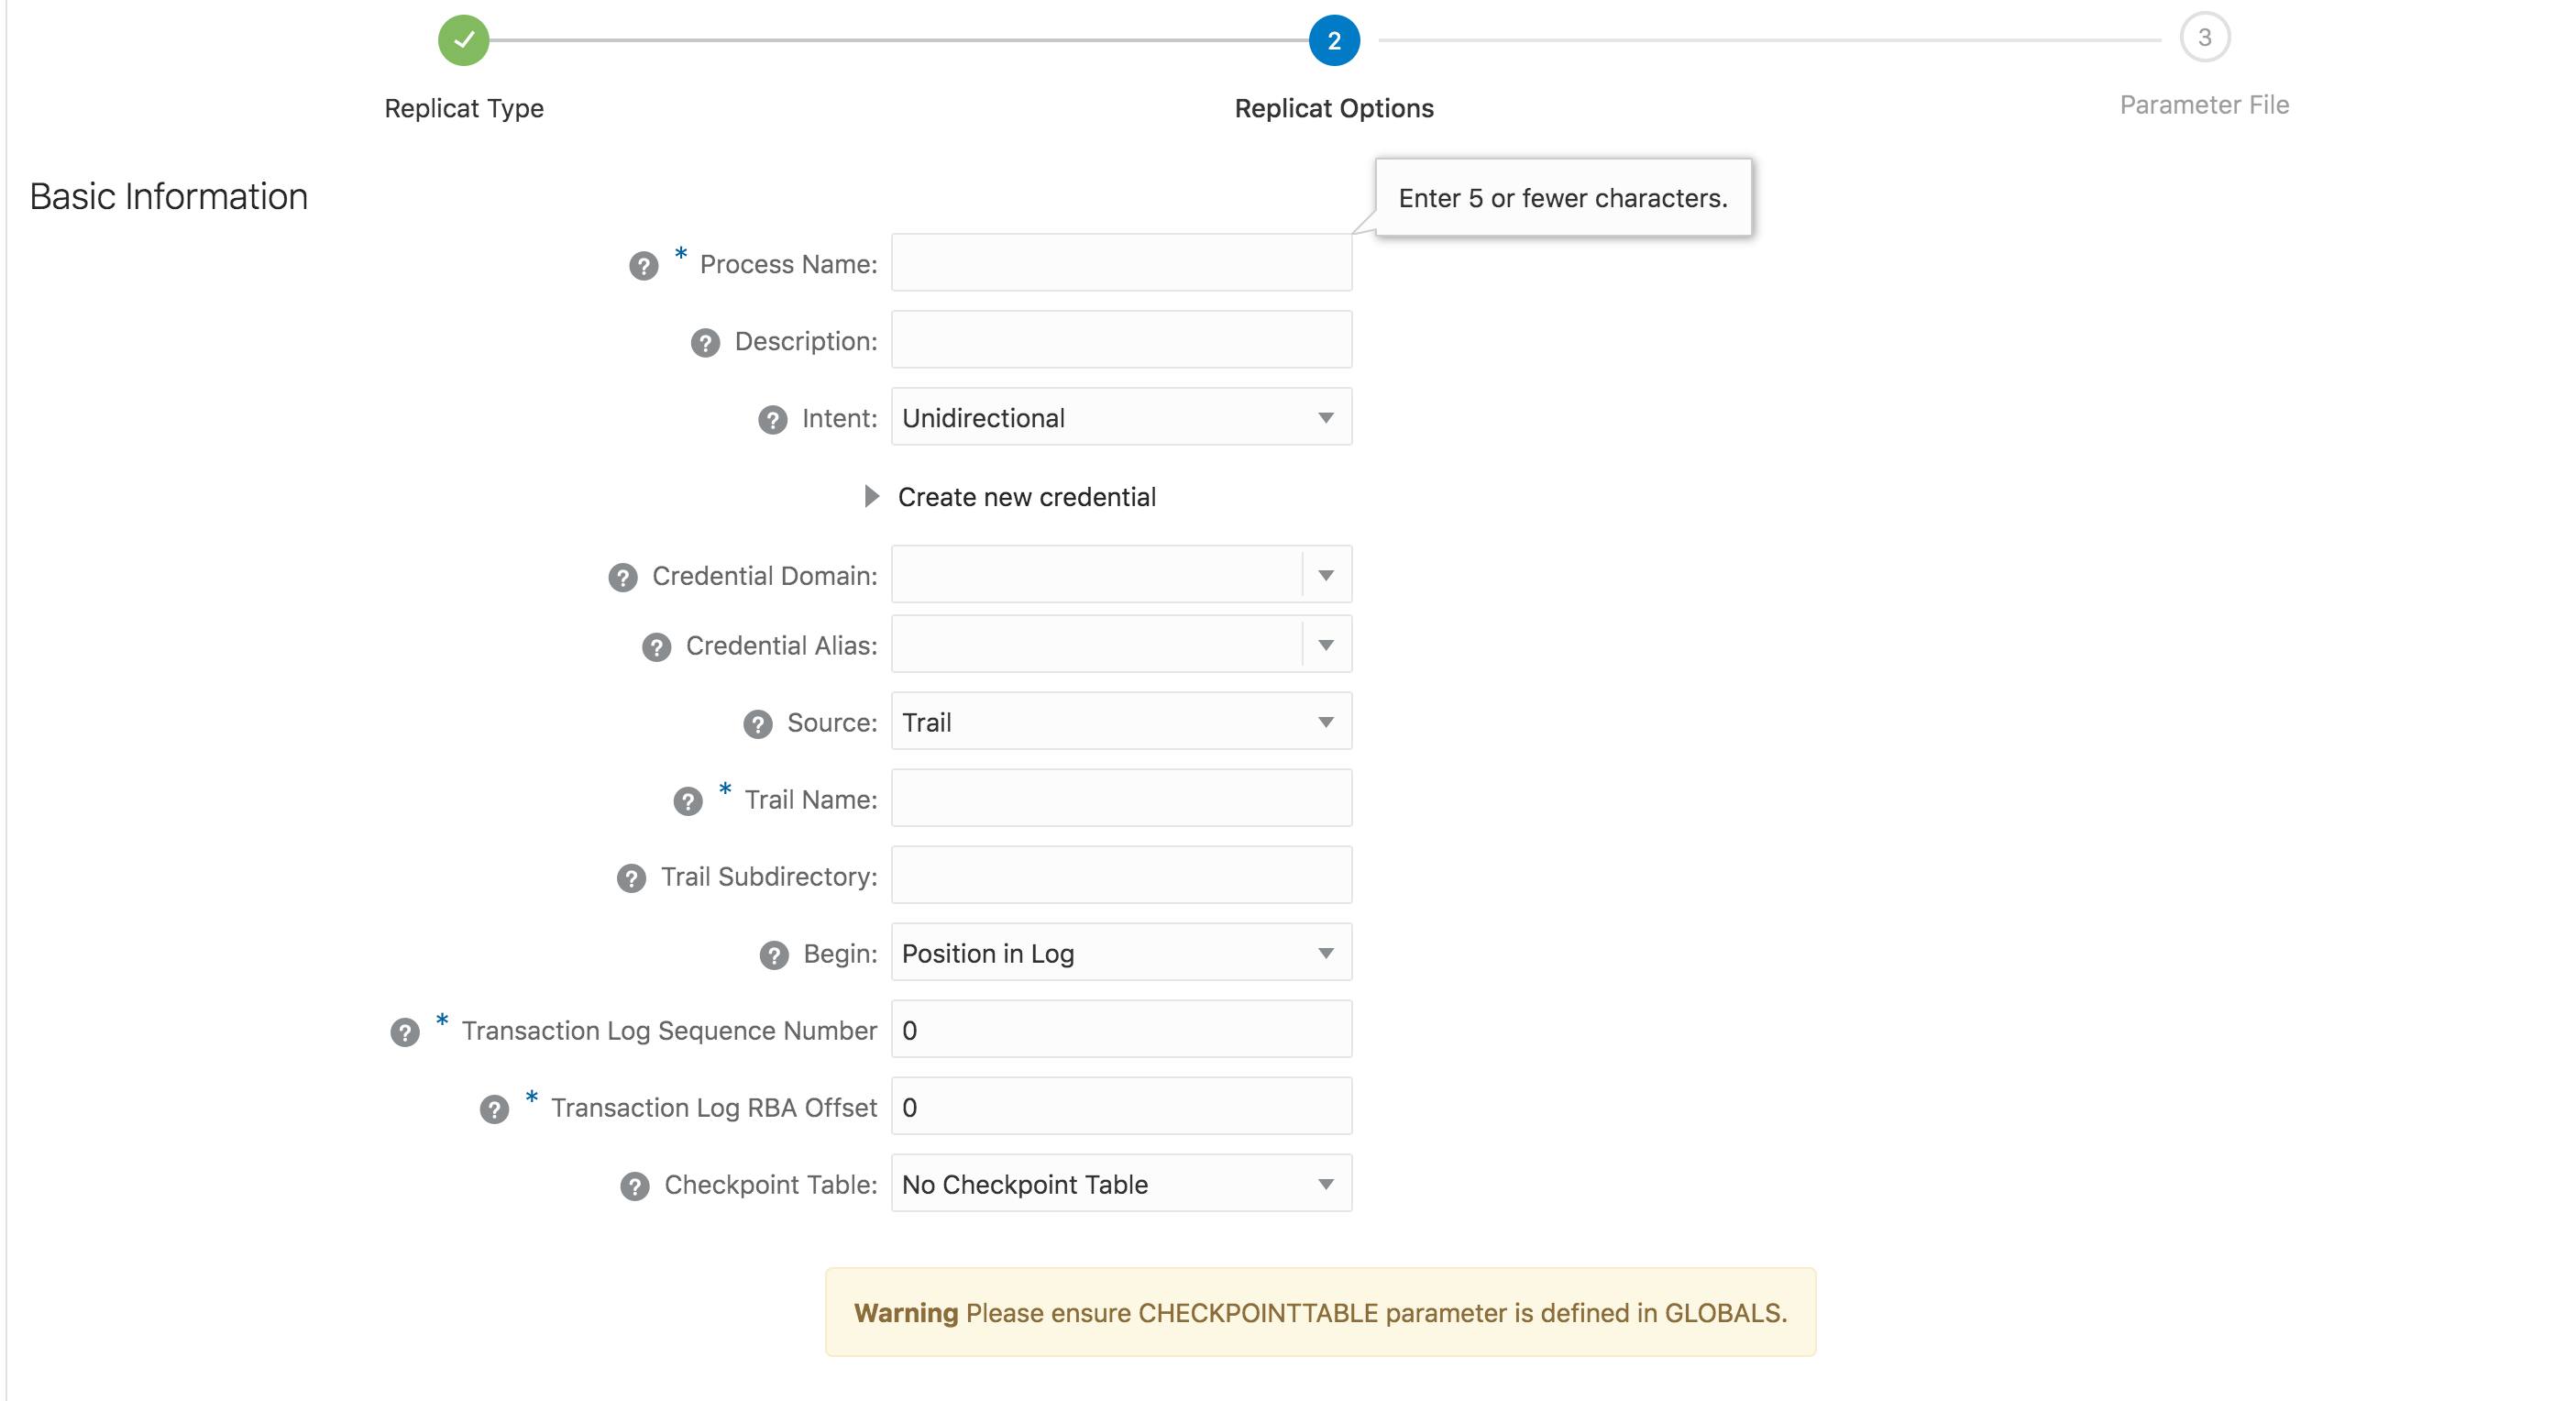 2
3
Replicat Type
Replicat Options
Parameter File
Basic Information
Enter 5 or fewer characters.
? * Process Name:
? Description:
? Intent: Unidirectional
Create new credential
? Credential Domain:
? Credential Alias:
? Source: Trail
? * Trail Name:
? Trail Subdirectory:
? Begin: Position in Log
? * Transaction Log Sequence Number 0
? * Transaction Log RBA Offset 0
? Checkpoint Table: No Checkpoint Table
Warning Please ensure CHECKPOINTTABLE parameter is defined in GLOBALS.